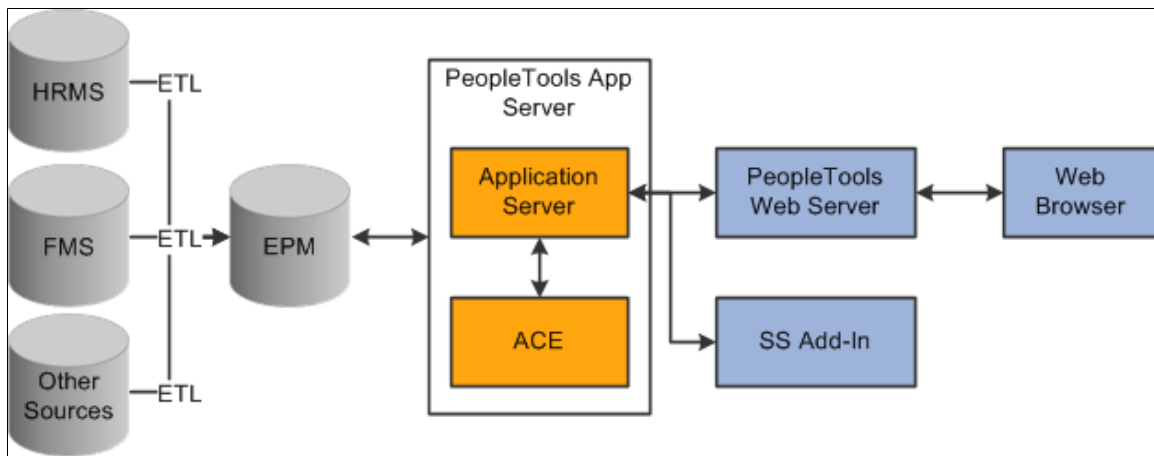 HRMS
ETL
FMS
ETL
Other
Sources
ETL
EPM
PeopleTools App
Server
Application
Server
ACE
PeopleTools
Web Server
SS Add-In
Web
Browser